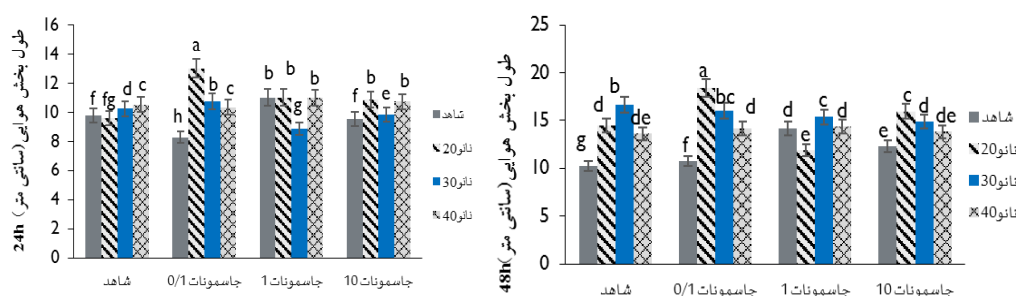 طول بخش هوایی(سانتی متر) 24h
16
14
12
10
8
6
4
2
0
f fg d c
h a b c
b b g b
f b e b
شاهد
جاسمونات 0/1
جاسمونات 1
جاسمونات 10
شاهد
نانو20
نانو30
نانو40
طول بخش هوایی(سانتی متر)48h
25
20
15
10
5
0
g d b de
f a bc d
d e c d
e c d de
شاهد
جاسمونات 0/1
جاسمونات 1
جاسمونات 10
شاهد
نانو20
نانو30
نانو40